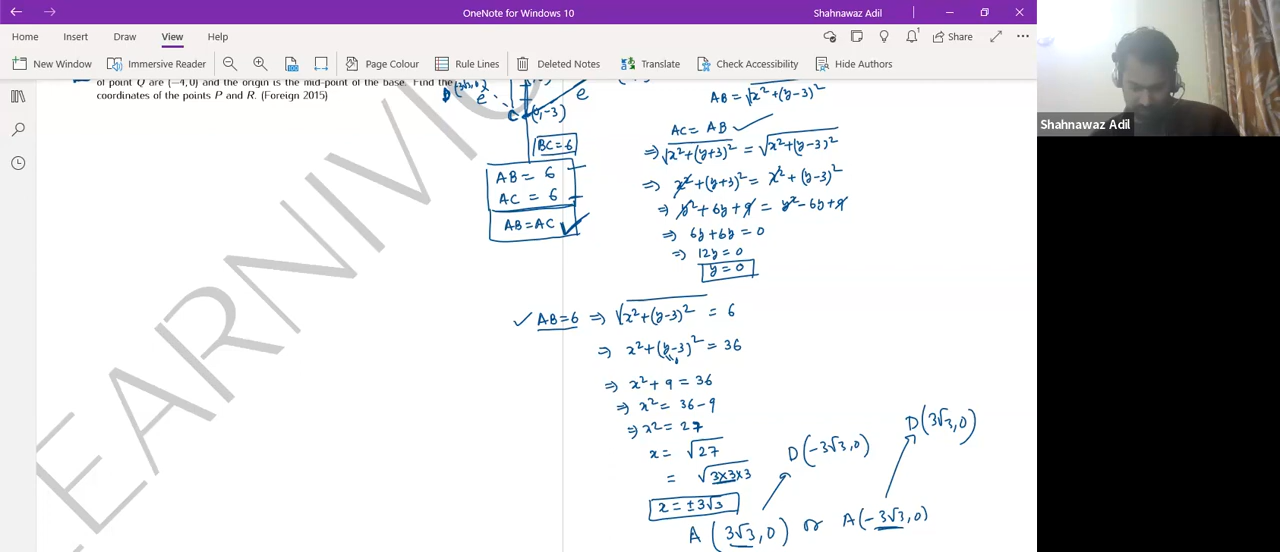 OneNote for Windows 10
Shahnawaz Adil
Home Insert Draw View Help Share
New Window Immersive Reader Page Colour Rule Lines Deleted Notes Translate Check Accessibility Hide Authors
of point Q are (−4,0) and the origin is the mid-point of the base. Find the
coordinates of the points P and R. (Foreign 2015)
C (0,−3)
BC = 6
AB = 6
AC = 6
AB = AC
AB = √x²+(y−3)²
AC = AB
⇒ √x²+(y+3)² = √x²+(y−3)²
⇒ x²+(y+3)² = x²+(y−3)²
⇒ y²+6y+9 = y²−6y+9
⇒ 6y+6y = 0
⇒ 12y = 0
y = 0
AB=6 ⇒ √x²+(y−3)² = 6
⇒ x²+(y−3)² = 36
⇒ x²+9 = 36
⇒ x² = 36−9
⇒ x² = 27
x = √27
= √3×3×3
x = ±3√3
D(−3√3,0)
D(3√3,0)
A (3√3,0) or A(−3√3,0)
LEARNIV
Shahnawaz Adil